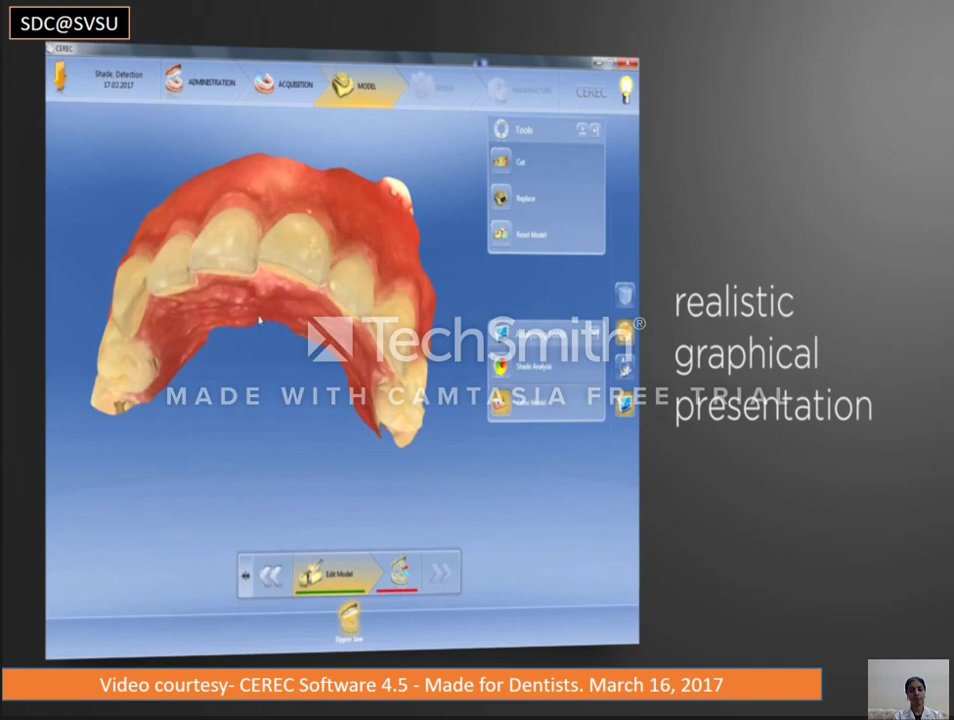 SDC@SVSU
CEREC
Shade, Detection
17.02.2017
ADMINISTRATION
ACQUISITION
MODEL
CEREC
Tools
Cut
Replace
Reset Model
realistic
graphical
presentation
TechSmith®
Shade Analysis
MADE WITH CAMTASIA FREE TRIAL
Edit Model
Upper Jaw
Video courtesy- CEREC Software 4.5 - Made for Dentists. March 16, 2017